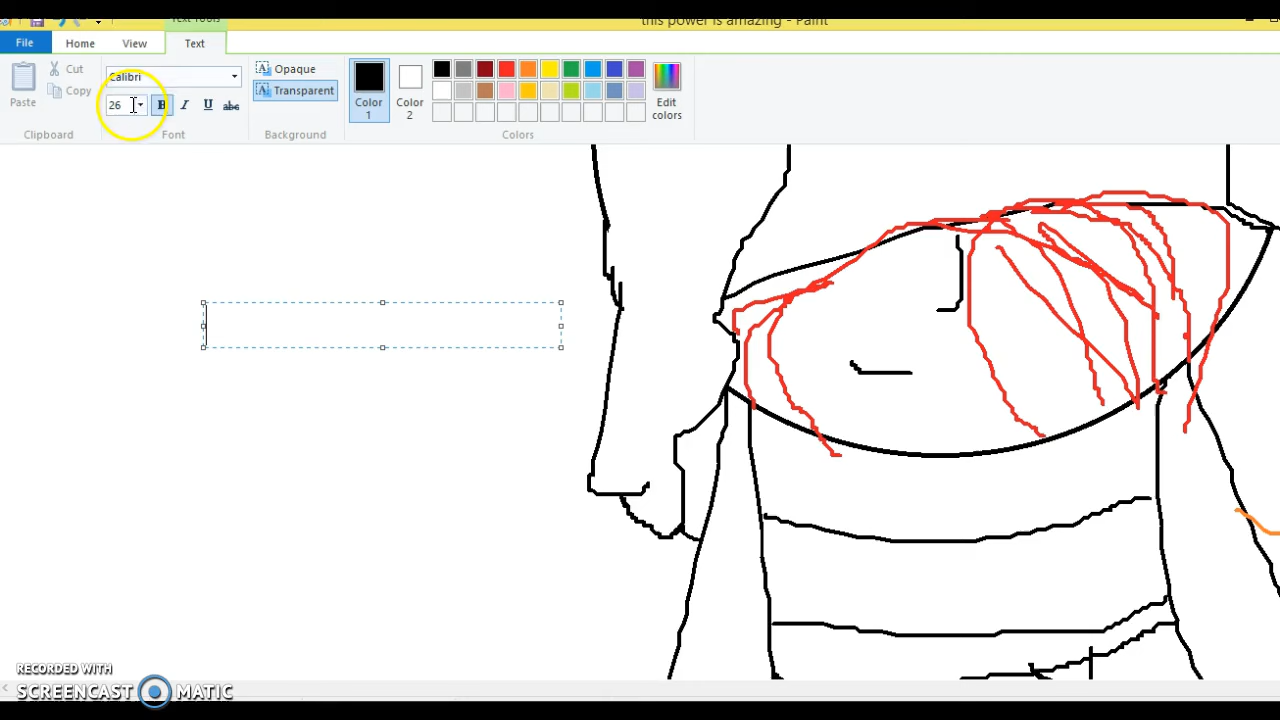 Text Tools
this power is amazing - Paint
File Home View Text
Paste Cut Copy
Calibri
26 B I U abc
Opaque
Transparent
Color 1
Color 2
Edit colors
Clipboard Font Background Colors
RECORDED WITH
SCREENCAST MATIC